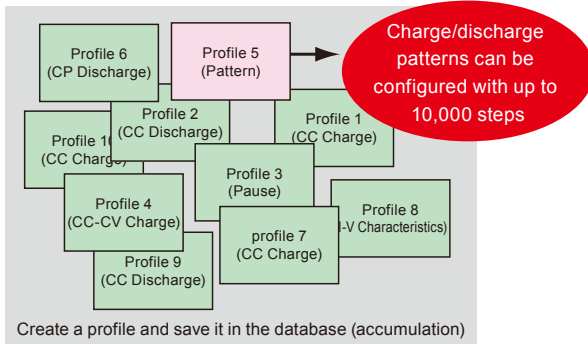 Profile 6
(CP Discharge)
Profile 5
(Pattern)
Charge/discharge
patterns can be
configured with up to
10,000 steps
Profile 2
(CC Discharge)
Profile 1
(CC Charge)
Profile 10
(CC Charge)
Profile 3
(Pause)
Profile 4
(CC-CV Charge)
Profile 8
I-V Characteristics)
profile 7
(CC Charge)
Profile 9
(CC Discharge)
Create a profile and save it in the database (accumulation)